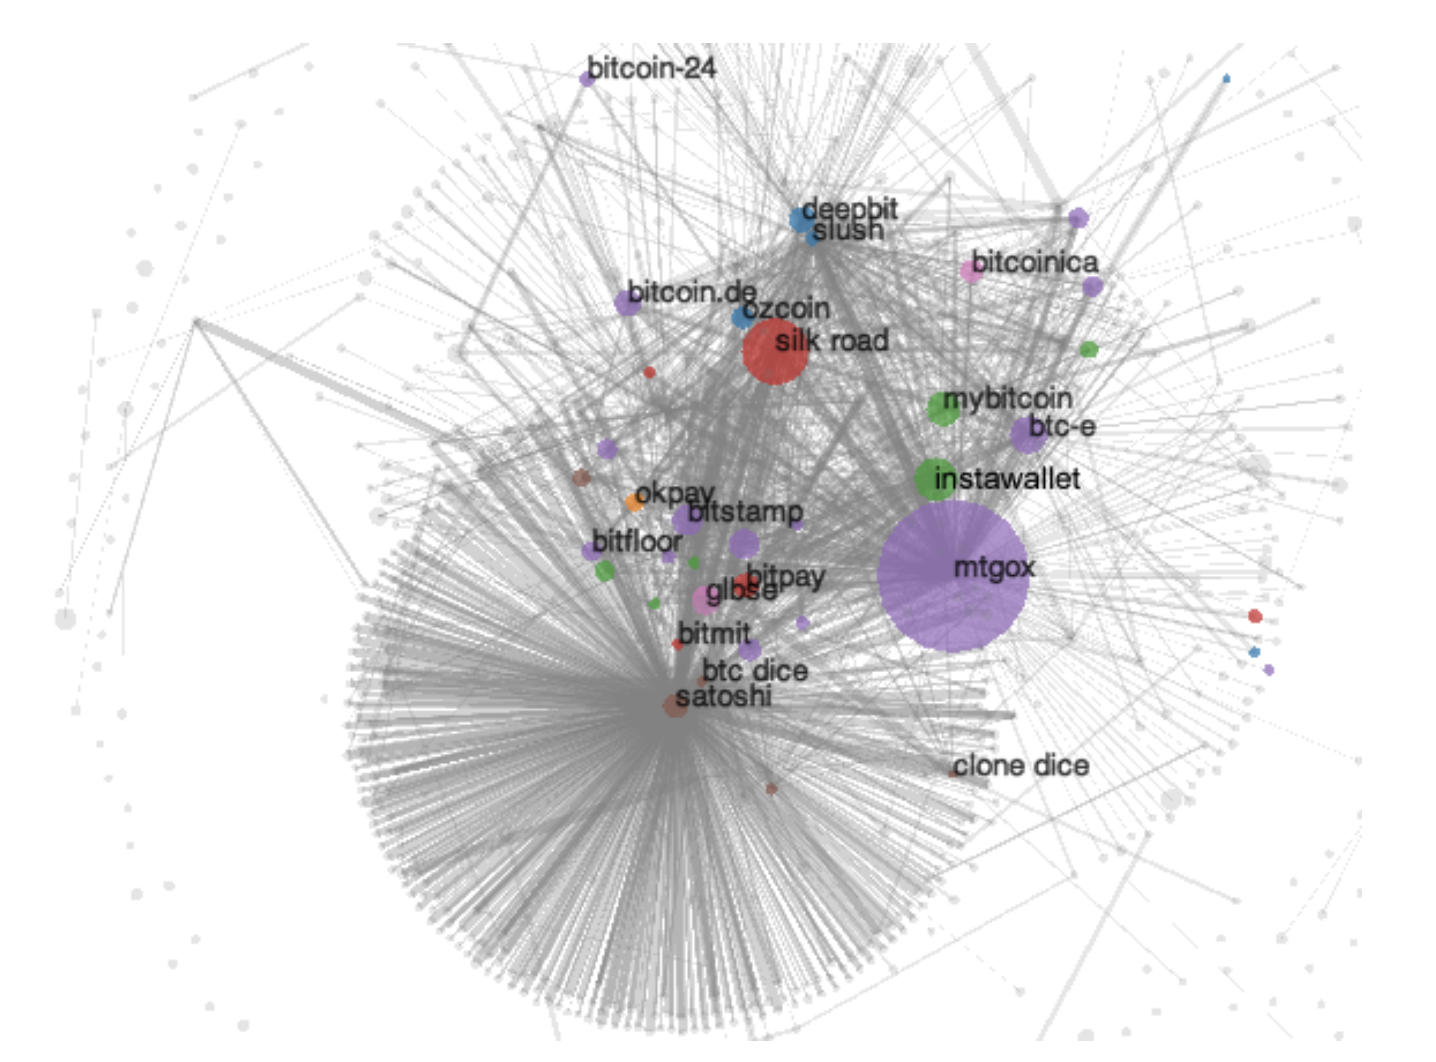 bitcoin-24
deepbit
slush
bitcoinica
bitcoin.de
ozcoin
silk road
mybitcoin
btc-e
instawallet
okpay
bitstamp
bitfloor
mtgox
bitpay
glbse
bitmit
btc dice
satoshi
clone dice